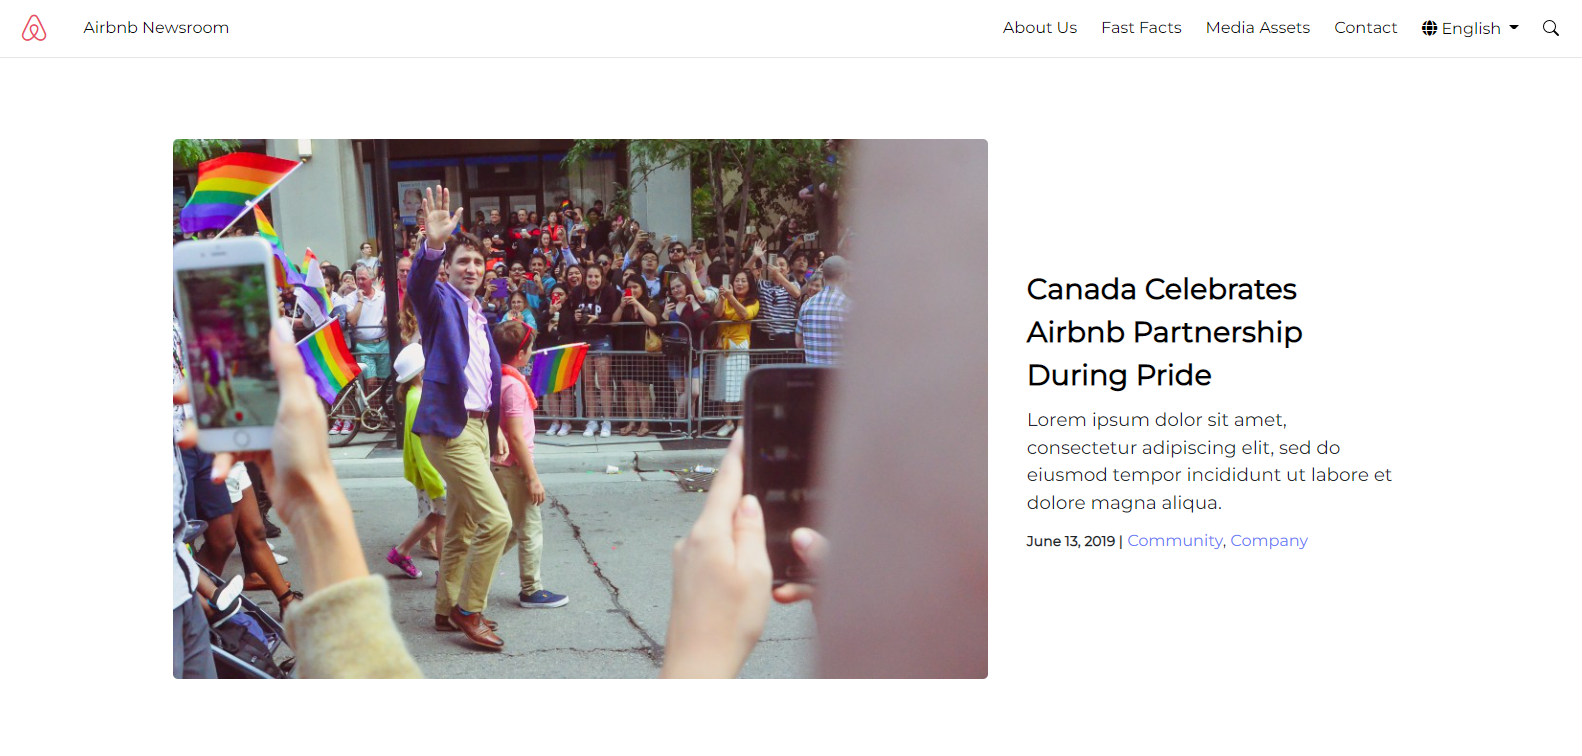 Airbnb Newsroom
About Us Fast Facts Media Assets Contact English
Canada Celebrates
Airbnb Partnership
During Pride
Lorem ipsum dolor sit amet,
consectetur adipiscing elit, sed do
eiusmod tempor incididunt ut labore et
dolore magna aliqua.
June 13, 2019 | Community, Company